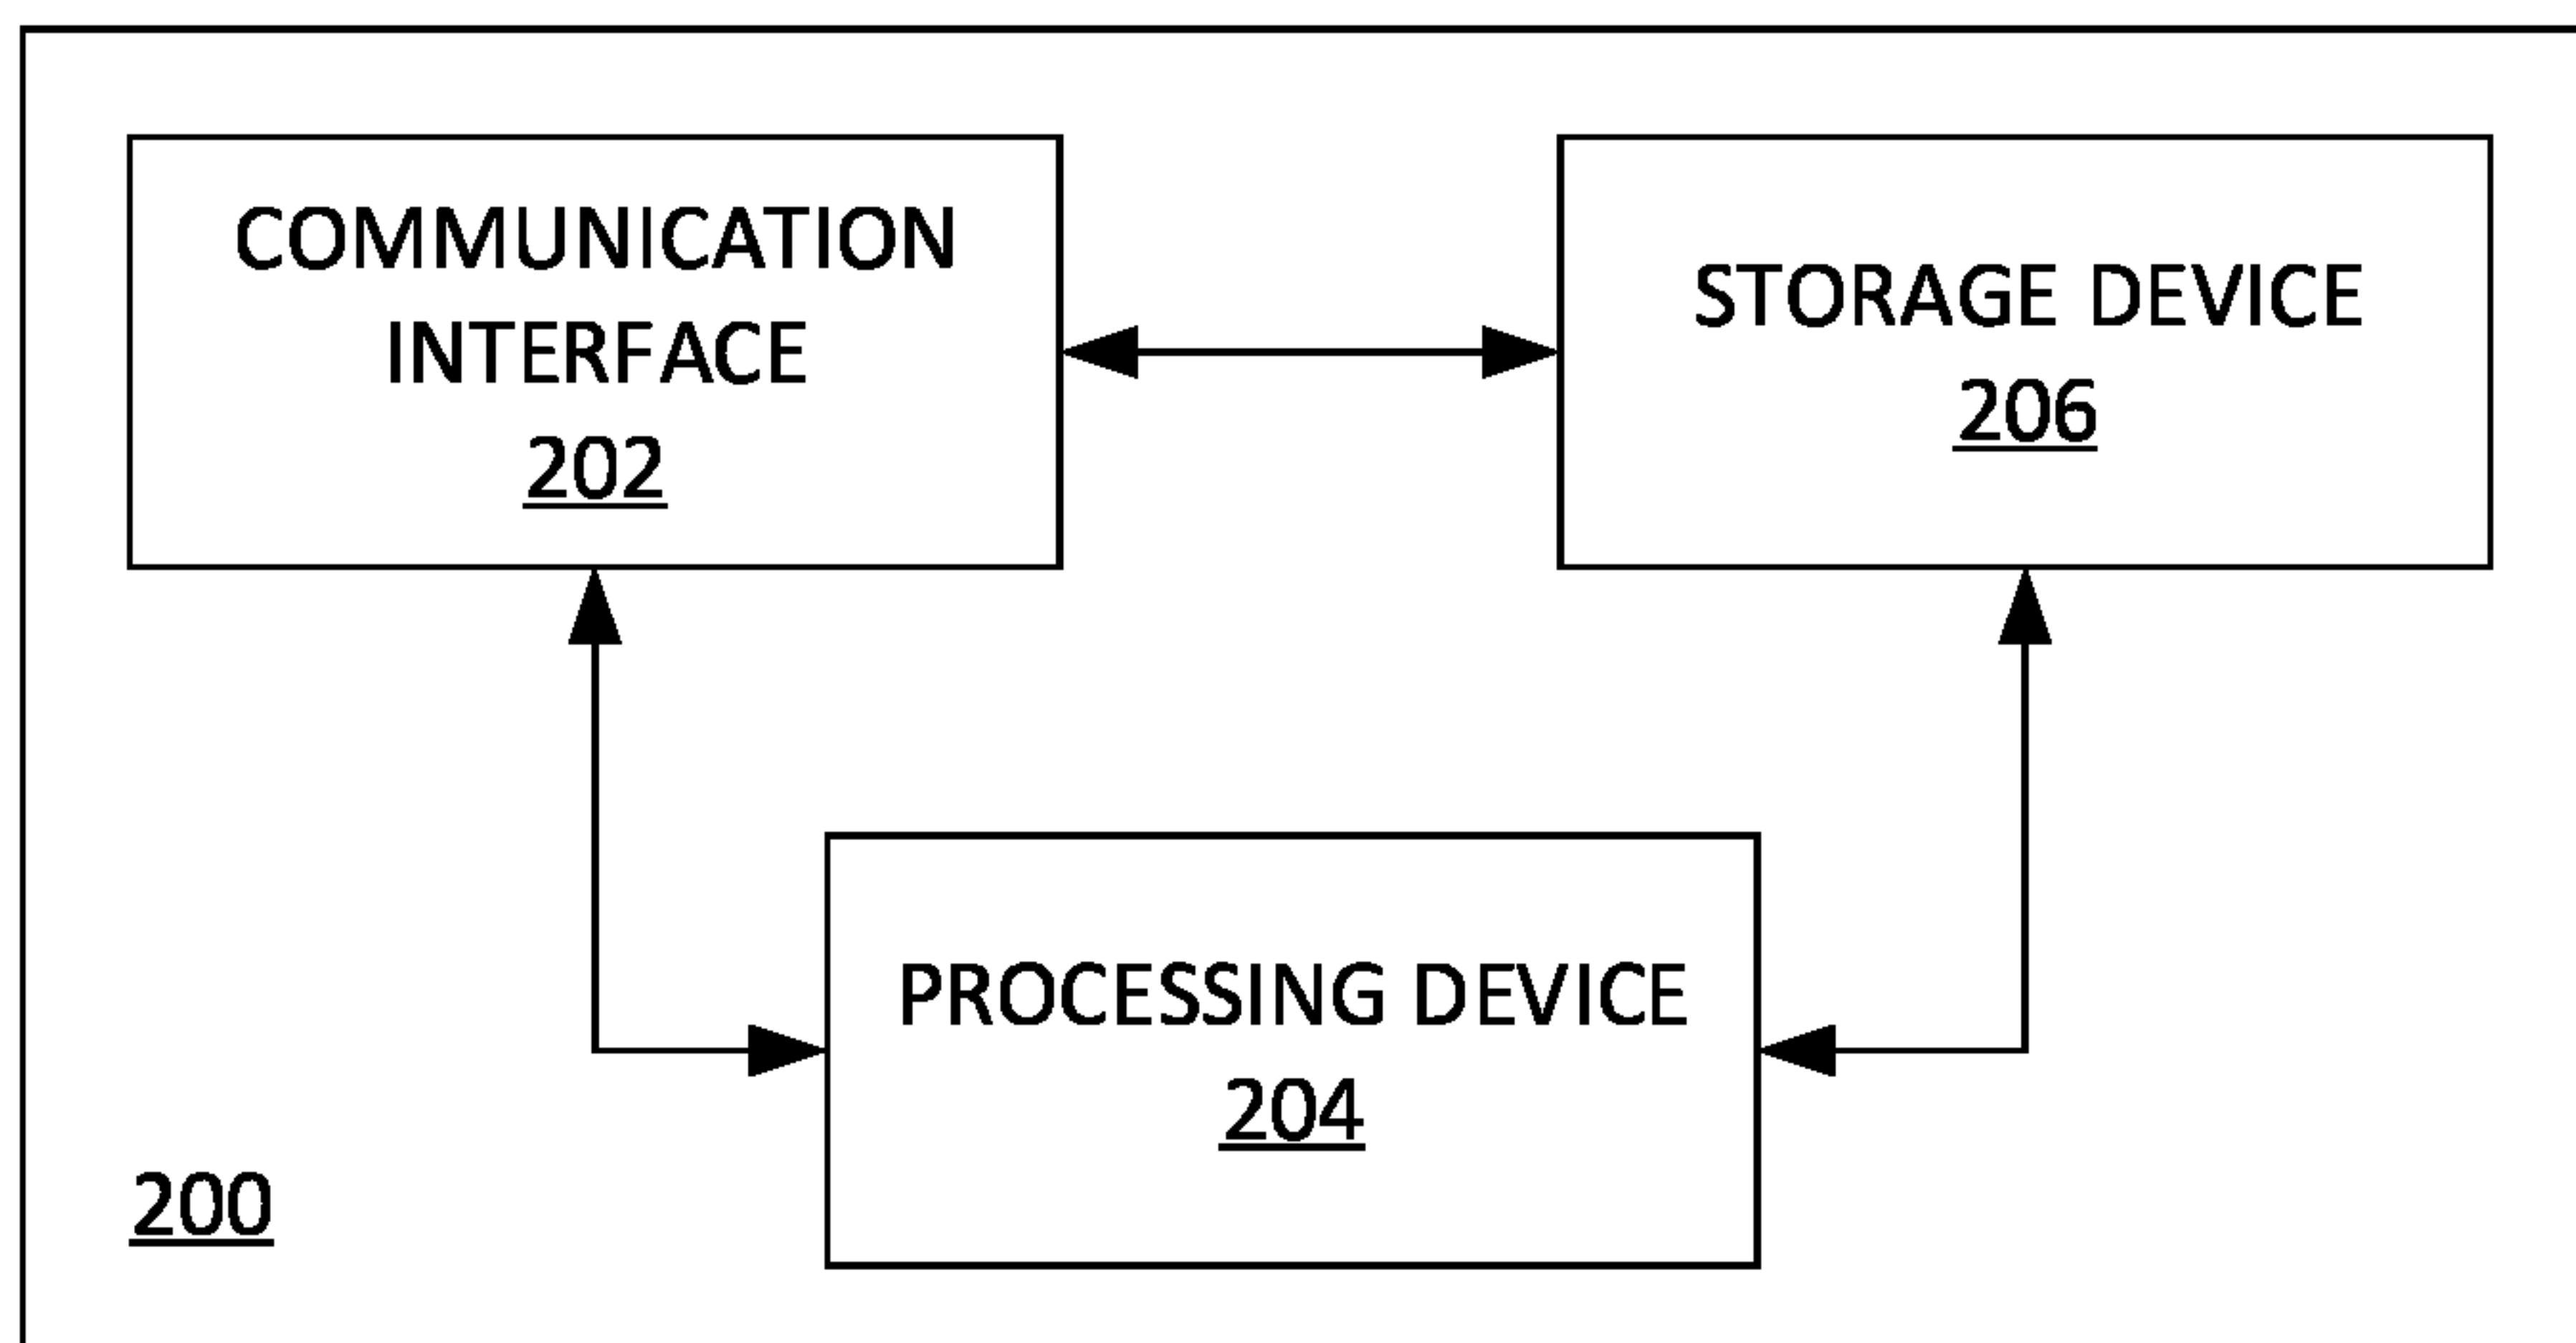 COMMUNICATION
INTERFACE
202
STORAGE DEVICE
206
PROCESSING DEVICE
204
200